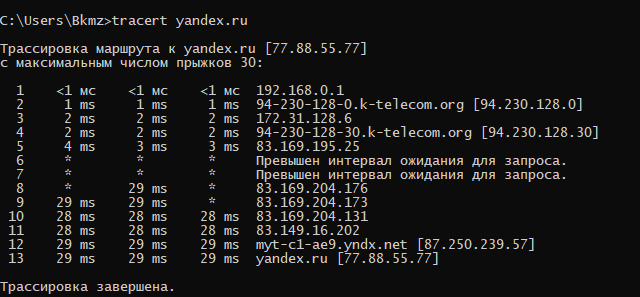 C:\Users\Bkmz>tracert yandex.ru
Трассировка маршрута к yandex.ru [77.88.55.77]
с максимальным числом прыжков 30:
1 <1 мс <1 мс <1 мс 192.168.0.1
2 1 ms 1 ms 1 ms 94-230-128-0.k-telecom.org [94.230.128.0]
3 2 ms 2 ms 2 ms 172.31.128.6
4 2 ms 2 ms 2 ms 94-230-128-30.k-telecom.org [94.230.128.30]
5 4 ms 3 ms 3 ms 83.169.195.25
6 * * * Превышен интервал ожидания для запроса.
7 * * * Превышен интервал ожидания для запроса.
8 * 29 ms * 83.169.204.176
9 29 ms 29 ms * 83.169.204.173
10 28 ms 28 ms 28 ms 83.169.204.131
11 28 ms 28 ms 28 ms 83.149.16.202
12 29 ms 29 ms 29 ms myt-c1-ae9.yndx.net [87.250.239.57]
13 29 ms 29 ms 29 ms yandex.ru [77.88.55.77]
Трассировка завершена.